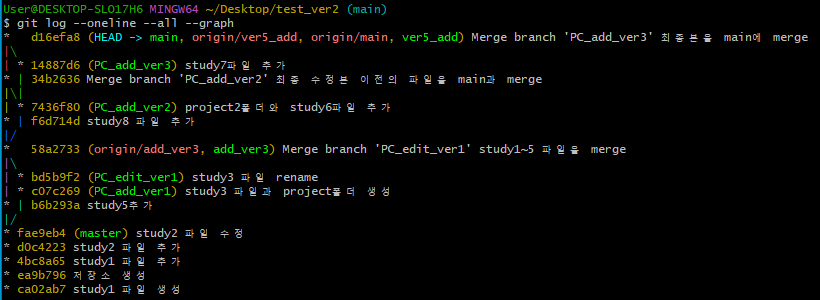 User@DESKTOP-SLO17H6 MINGW64 ~/Desktop/test_ver2 (main)
$ git log --oneline --all --graph
*   d16efa8 (HEAD -> main, origin/ver5_add, origin/main, ver5_add) Merge branch 'PC_add_ver3' 최종본을 main에 merge
|\
| * 14887d6 (PC_add_ver3) study7파일 추가
* | 34b2636 Merge branch 'PC_add_ver2' 최종 수정본 이전의 파일을 main과 merge
|\|
| * 7436f80 (PC_add_ver2) project2폴더와 study6파일 추가
* | f6d714d study8 파일 추가
|/
*   58a2733 (origin/add_ver3, add_ver3) Merge branch 'PC_edit_ver1' study1~5 파일을 merge
|\
| * bd5b9f2 (PC_edit_ver1) study3 파일 rename
| * c07c269 (PC_add_ver1) study3 파일과 project폴더 생성
* | b6b293a study5추가
|/
* fae9eb4 (master) study2 파일 수정
* d0c4223 study2 파일 추가
* 4bc8a65 study1 파일 추가
* ea9b796 저장소 생성
* ca02ab7 study1 파일 생성